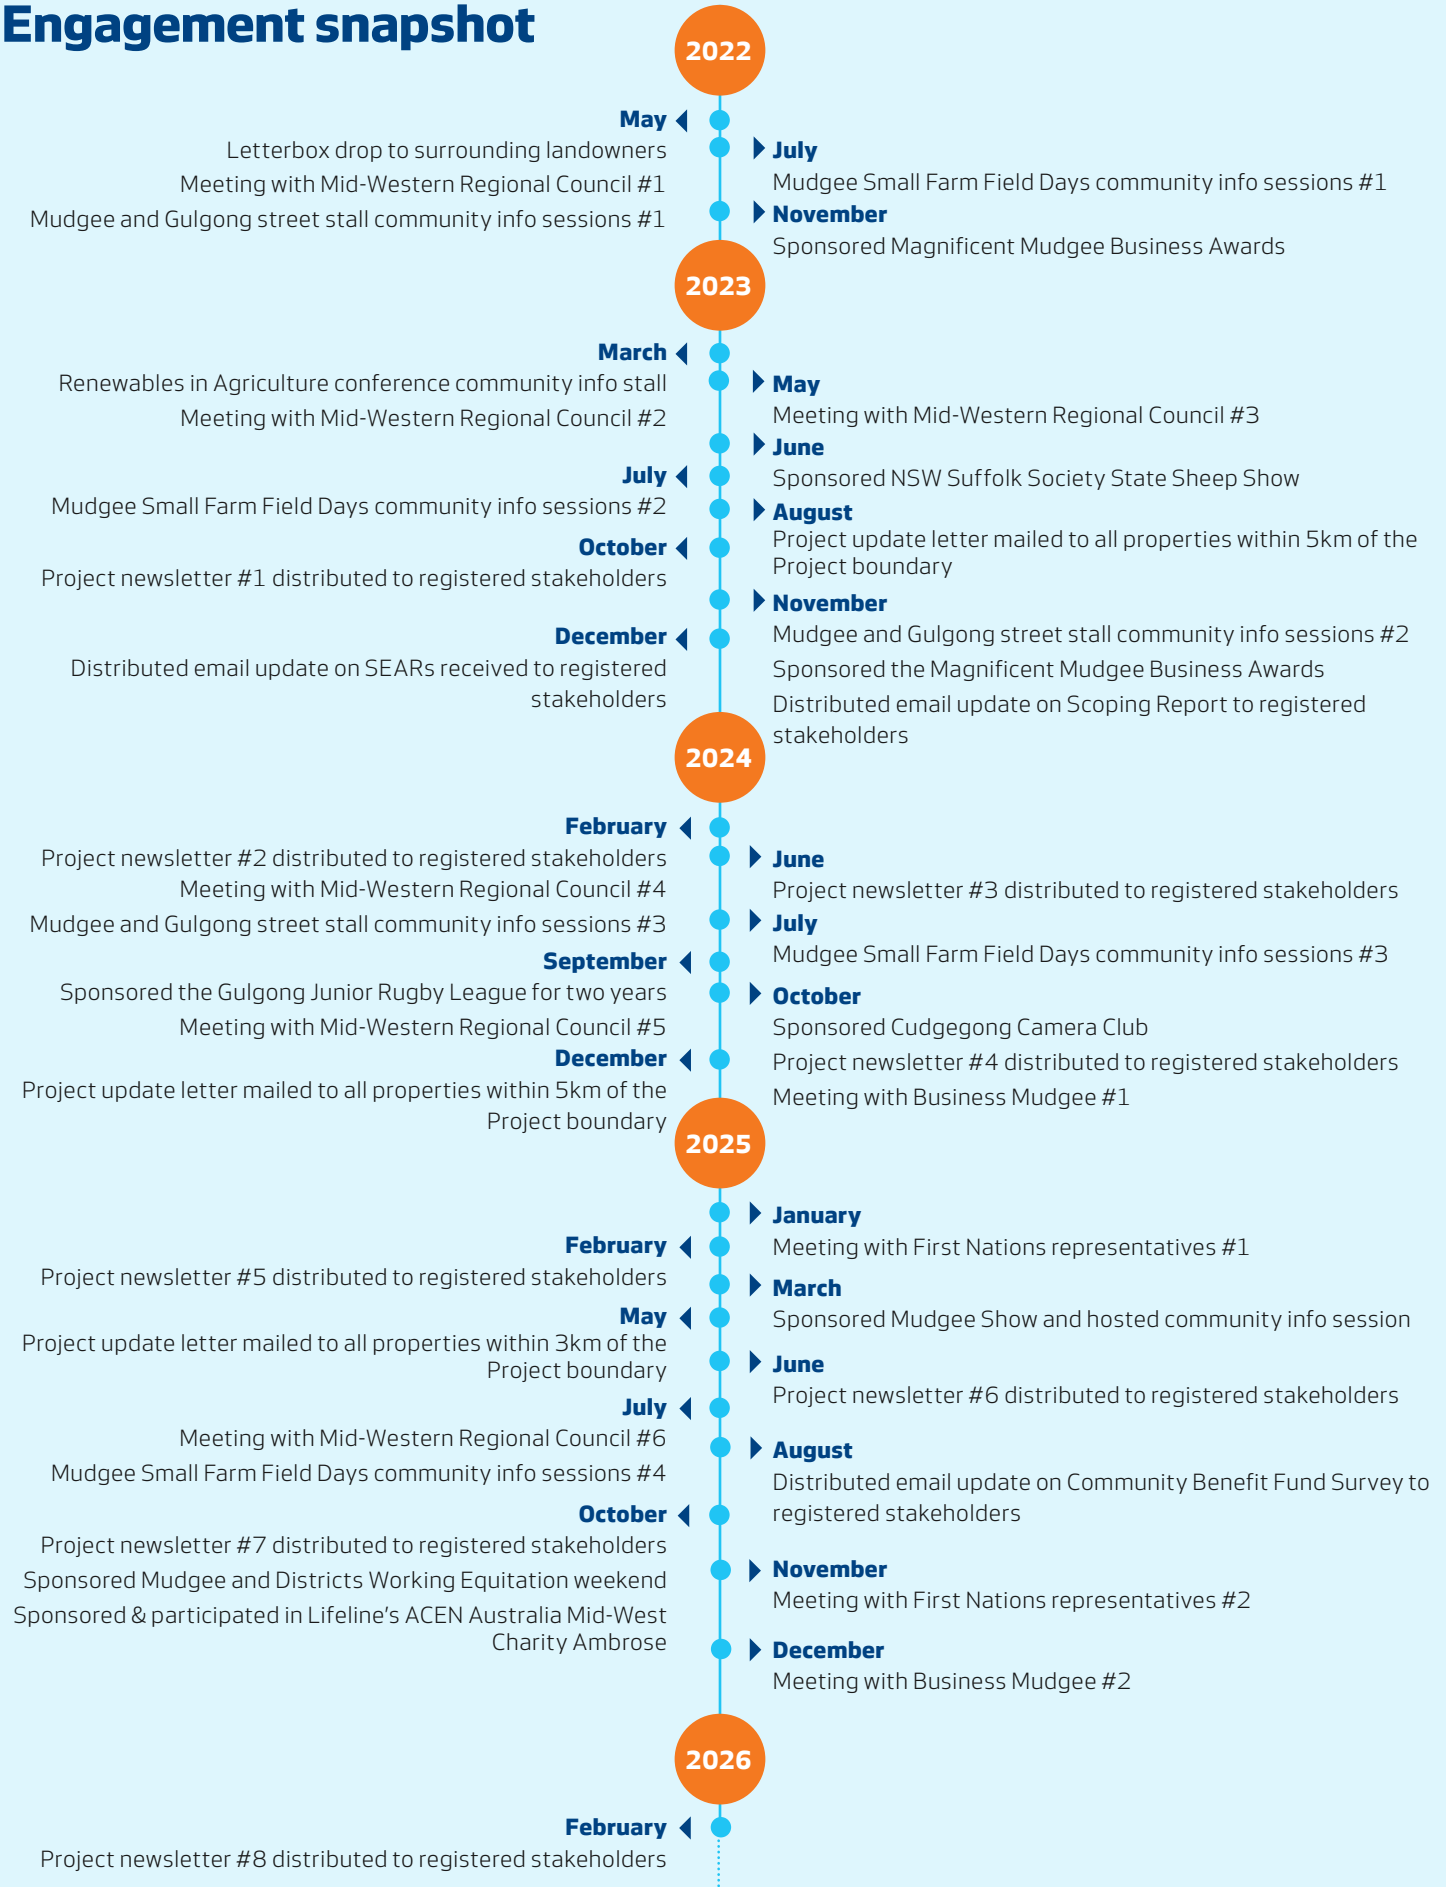 Engagement snapshot
2022
May
Letterbox drop to surrounding landowners
Meeting with Mid-Western Regional Council #1
Mudgee and Gulgong street stall community info sessions #1
July
Mudgee Small Farm Field Days community info sessions #1
November
Sponsored Magnificent Mudgee Business Awards
2023
March
Renewables in Agriculture conference community info stall
Meeting with Mid-Western Regional Council #2
May
Meeting with Mid-Western Regional Council #3
June
Sponsored NSW Suffolk Society State Sheep Show
July
Mudgee Small Farm Field Days community info sessions #2
August
Project update letter mailed to all properties within 5km of the
Project boundary
October
Project newsletter #1 distributed to registered stakeholders
November
Mudgee and Gulgong street stall community info sessions #2
Sponsored the Magnificent Mudgee Business Awards
Distributed email update on Scoping Report to registered
stakeholders
December
Distributed email update on SEARs received to registered
stakeholders
2024
February
Project newsletter #2 distributed to registered stakeholders
Meeting with Mid-Western Regional Council #4
Mudgee and Gulgong street stall community info sessions #3
June
Project newsletter #3 distributed to registered stakeholders
July
Mudgee Small Farm Field Days community info sessions #3
September
Sponsored the Gulgong Junior Rugby League for two years
Meeting with Mid-Western Regional Council #5
October
Sponsored Cudgegong Camera Club
Project newsletter #4 distributed to registered stakeholders
Meeting with Business Mudgee #1
December
Project update letter mailed to all properties within 5km of the
Project boundary
2025
January
Meeting with First Nations representatives #1
February
Project newsletter #5 distributed to registered stakeholders
March
Sponsored Mudgee Show and hosted community info session
May
Project update letter mailed to all properties within 3km of the
Project boundary
June
Project newsletter #6 distributed to registered stakeholders
July
Meeting with Mid-Western Regional Council #6
Mudgee Small Farm Field Days community info sessions #4
August
Distributed email update on Community Benefit Fund Survey to
registered stakeholders
October
Project newsletter #7 distributed to registered stakeholders
Sponsored Mudgee and Districts Working Equitation weekend
Sponsored & participated in Lifeline’s ACEN Australia Mid-West
Charity Ambrose
November
Meeting with First Nations representatives #2
December
Meeting with Business Mudgee #2
2026
February
Project newsletter #8 distributed to registered stakeholders